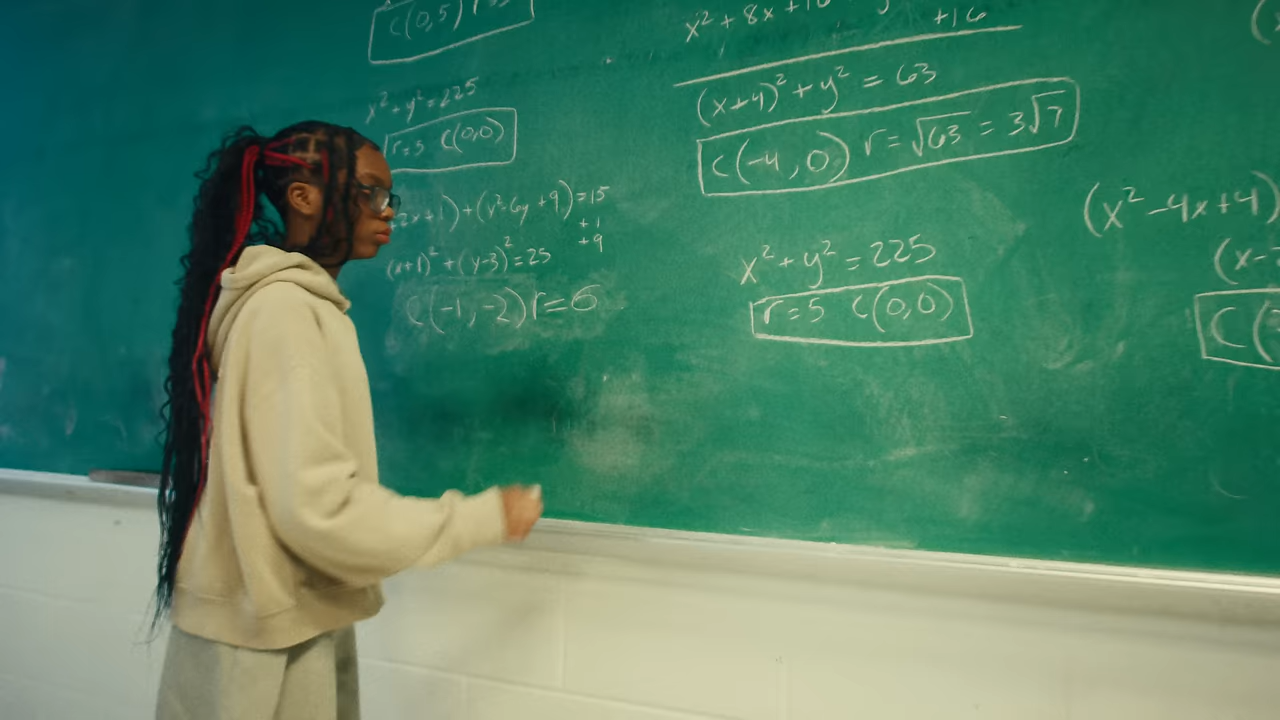 C(0,5)
x² + y² = 225
r=5 C(0,0)
+1)+(y²-6y+9)=15
+1
+9
(x+1)²+(y-3)²=25
C(-1,-2) r=6
x² + 8x +16
+16
(x+4)² + y² = 63
C(-4,0) r=√63 = 3√7
x²+y² = 225
r=5 C(0,0)
(x²-4x+4)
(x-
C(